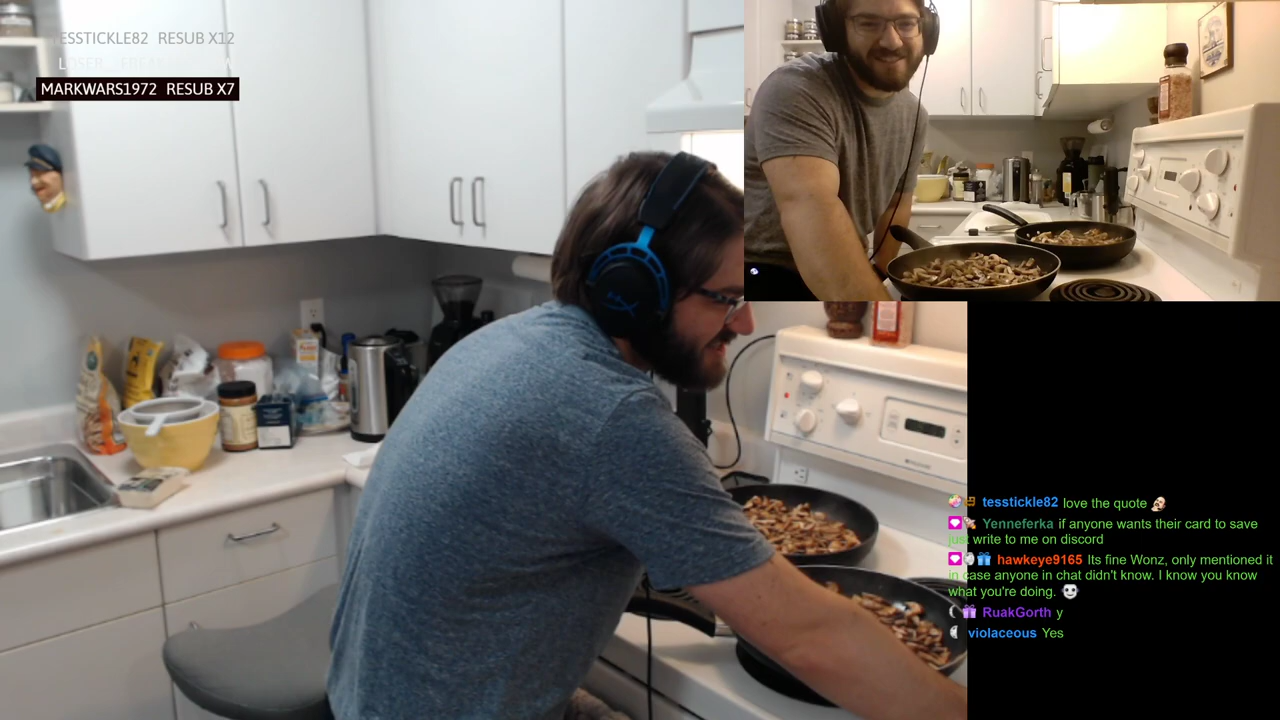 ESSTICKLE82 RESUB X12
LOSER
MARKWARS1972 RESUB X7
tesstickle82 love the quote
Yenneferka if anyone wants their card to save
just write to me on discord
hawkeye9165 Its fine Wonz, only mentioned it
in case anyone in chat didn't know. I know you know
what you're doing.
RuakGorth y
violaceous Yes